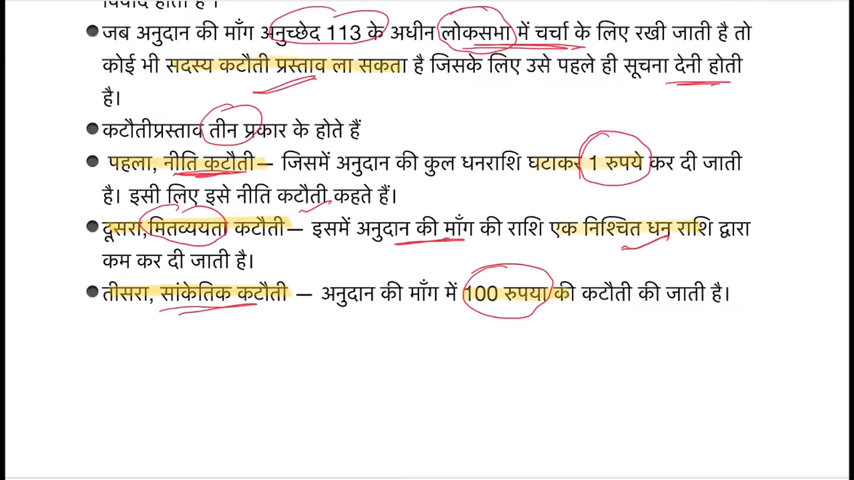 विवाद होता है ।
● जब अनुदान की माँग अनुच्छेद 113 के अधीन लोकसभा में चर्चा के लिए रखी जाती है तो
कोई भी सदस्य कटौती प्रस्ताव ला सकता है जिसके लिए उसे पहले ही सूचना देनी होती
है।
● कटौतीप्रस्ताव तीन प्रकार के होते हैं
● पहला, नीति कटौती— जिसमें अनुदान की कुल धनराशि घटाकर 1 रुपये कर दी जाती
है। इसी लिए इसे नीति कटौती कहते हैं।
● दूसरा,मितव्ययता कटौती— इसमें अनुदान की माँग की राशि एक निश्चित धन राशि द्वारा
कम कर दी जाती है।
● तीसरा, सांकेतिक कटौती — अनुदान की माँग में 100 रुपया की कटौती की जाती है।